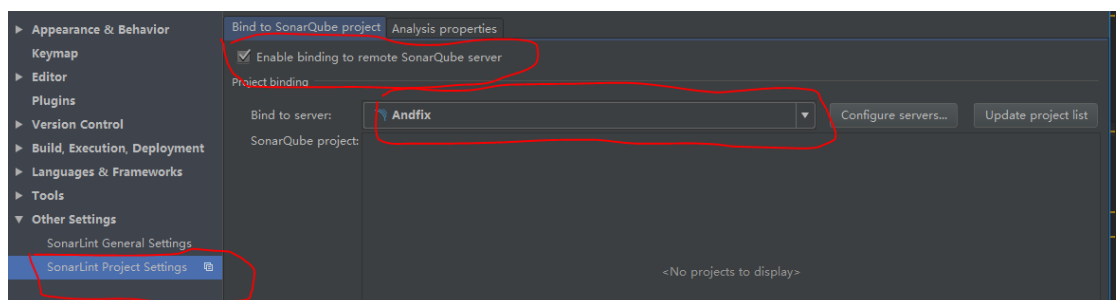 Appearance & Behavior
Keymap
Editor
Plugins
Version Control
Build, Execution, Deployment
Languages & Frameworks
Tools
Other Settings
SonarLint General Settings
SonarLint Project Settings
Bind to SonarQube project Analysis properties
Enable binding to remote SonarQube server
Project binding
Bind to server: Andfix Configure servers... Update project list
SonarQube project:
<No projects to display>